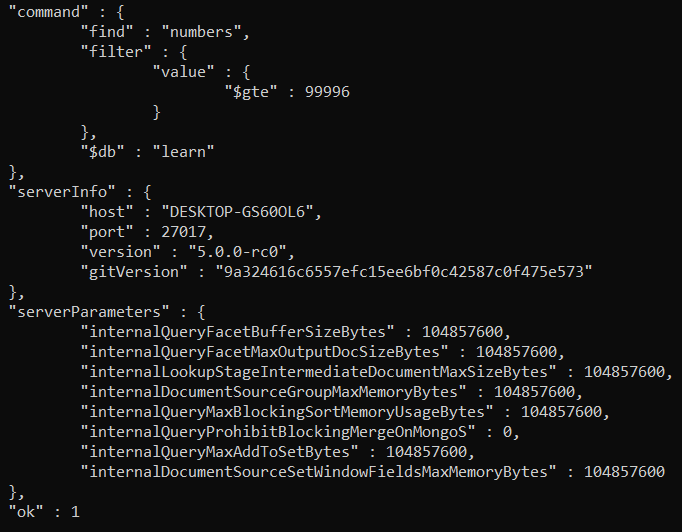 "command" : {
"find" : "numbers",
"filter" : {
"value" : {
"$gte" : 99996
}
},
"$db" : "learn"
},
"serverInfo" : {
"host" : "DESKTOP-GS60OL6",
"port" : 27017,
"version" : "5.0.0-rc0",
"gitVersion" : "9a324616c6557efc15ee6bf0c42587c0f475e573"
},
"serverParameters" : {
"internalQueryFacetBufferSizeBytes" : 104857600,
"internalQueryFacetMaxOutputDocSizeBytes" : 104857600,
"internalLookupStageIntermediateDocumentMaxSizeBytes" : 104857600,
"internalDocumentSourceGroupMaxMemoryBytes" : 104857600,
"internalQueryMaxBlockingSortMemoryUsageBytes" : 104857600,
"internalQueryProhibitBlockingMergeOnMongoS" : 0,
"internalQueryMaxAddToSetBytes" : 104857600,
"internalDocumentSourceSetWindowFieldsMaxMemoryBytes" : 104857600
},
"ok" : 1